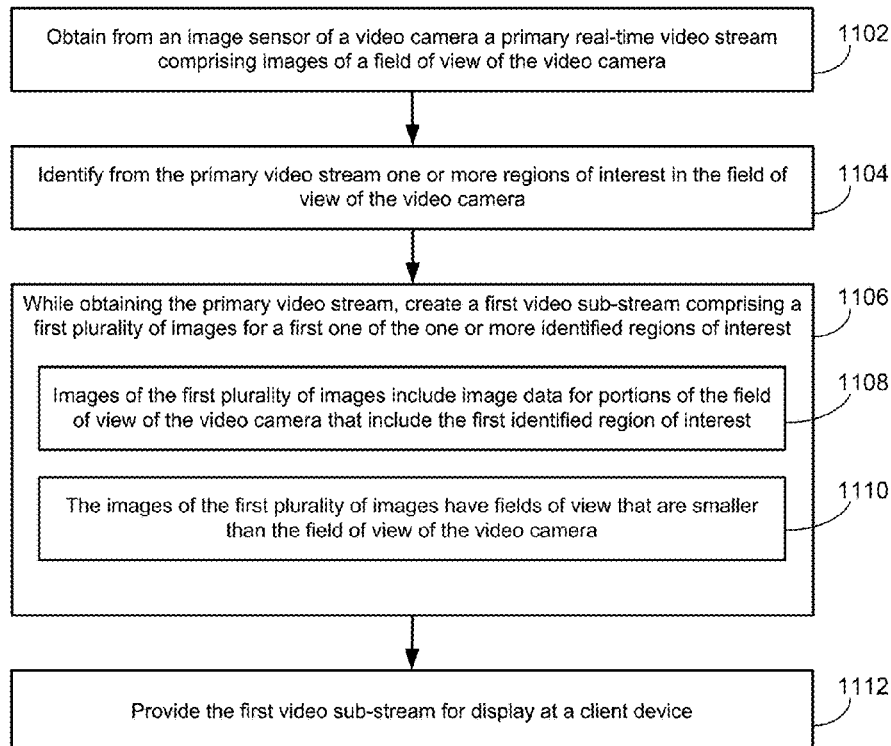 Obtain from an image sensor of a video camera a primary real-time video stream
comprising images of a field of view of the video camera
1102
Identify from the primary video stream one or more regions of interest in the field of
view of the video camera
1104
While obtaining the primary video stream, create a first video sub-stream comprising a
first plurality of images for a first one of the one or more identified regions of interest
1106
Images of the first plurality of images include image data for portions of the field
of view of the video camera that include the first identified region of interest
1108
The images of the first plurality of images have fields of view that are smaller
than the field of view of the video camera
1110
Provide the first video sub-stream for display at a client device
1112